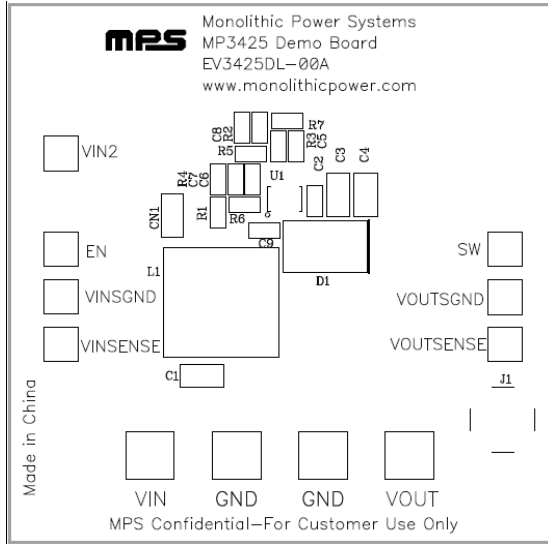 mps
Monolithic Power Systems
MP3425 Demo Board
EV3425DL-00A
www.monolithicpower.com
VIN2
C8
R2
R7
R5
R3
C5
R4
C7
C6
U1
C2
C3
C4
CN1
R1
R6
C9
EN
L1
D1
SW
VINSGND
VOUTSGND
VINSENSE
VOUTSENSE
C1
J1
Made in China
VIN
GND
GND
VOUT
MPS Confidential-For Customer Use Only